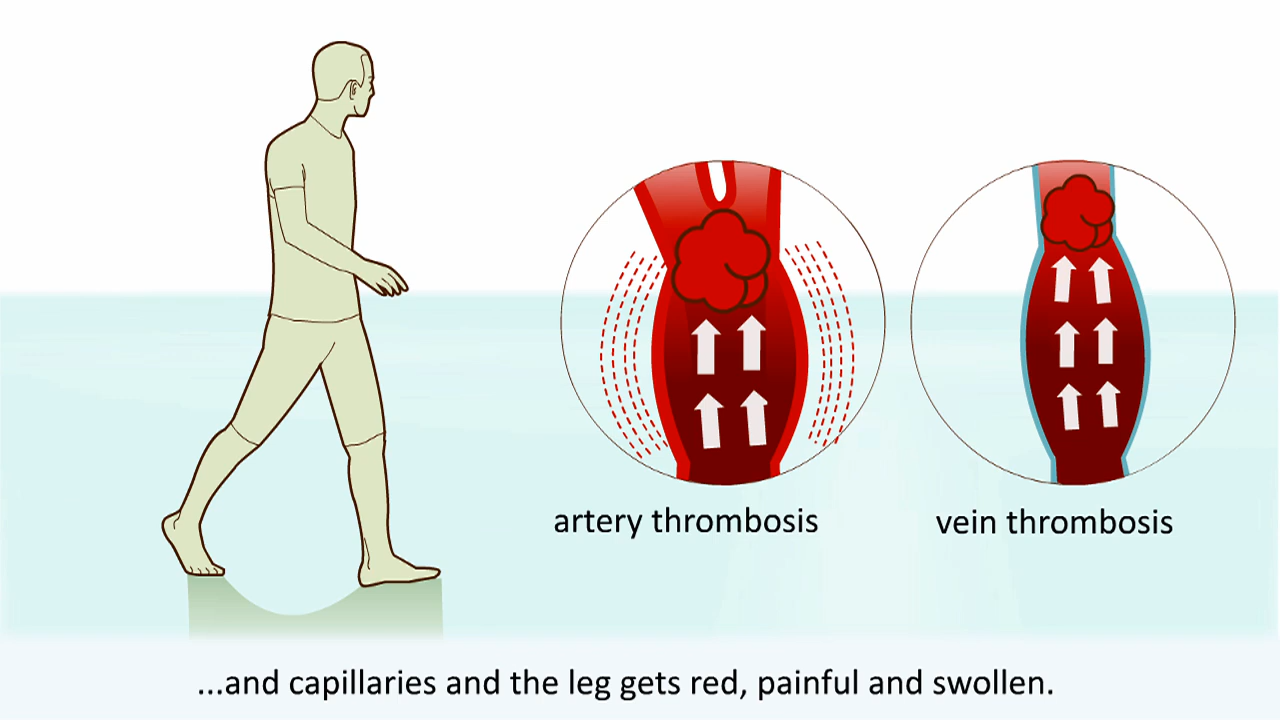 artery thrombosis
vein thrombosis
...and capillaries and the leg gets red, painful and swollen.